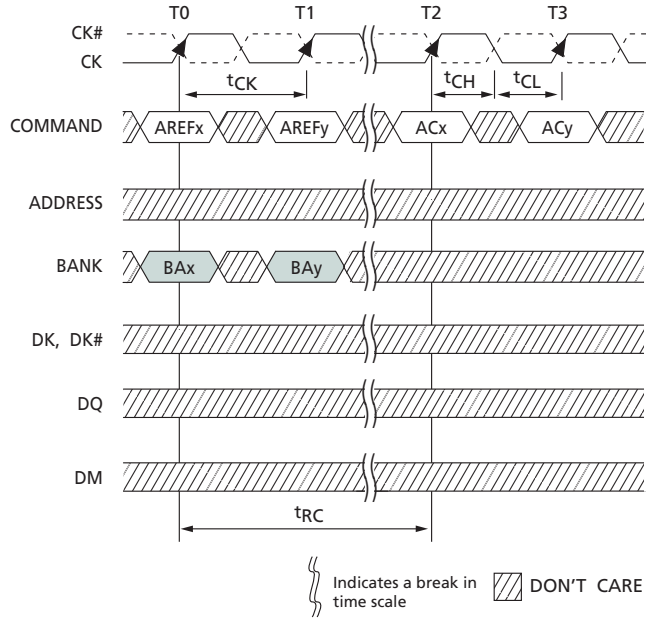 T0 T1 T2 T3
CK#
CK
tCK tCH tCL
COMMAND AREFx AREFy ACx ACy
ADDRESS
BANK BAx BAy
DK, DK#
DQ
DM
tRC
Indicates a break in
time scale
DON'T CARE